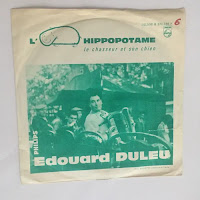 L' HIPPOPOTAME
le chasseur et son chien
PHILIPS
Edouard DULEU